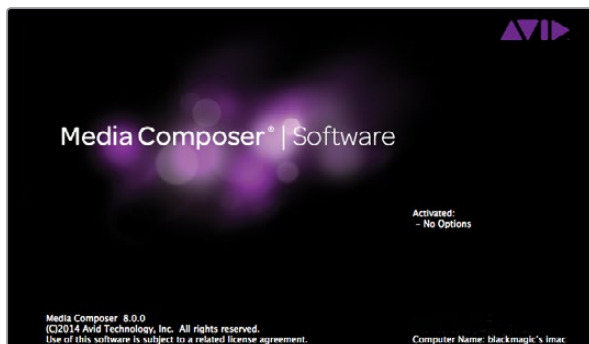 AVID
Media Composer® | Software
Activated:
- No Options
Media Composer 8.0.0
(C)2014 Avid Technology, Inc. All rights reserved.
Use of this software is subject to a related license agreement.
Computer Name: blackmagic's imac